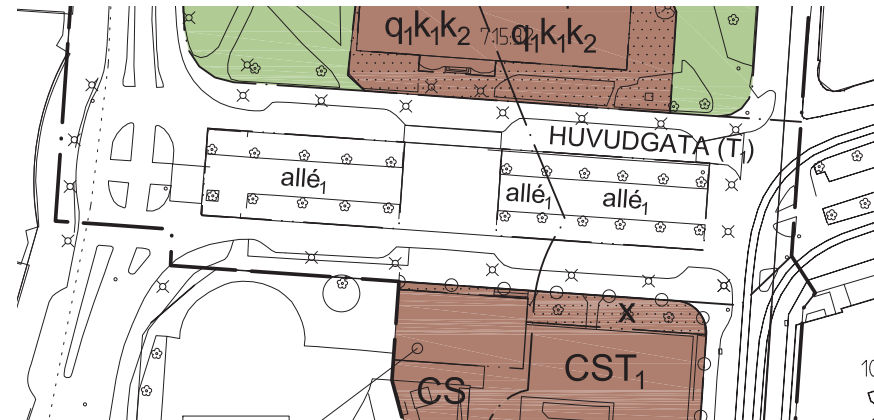 q₁k₁k₂ q₁k₁k₂
HUVUDGATA (T₁)
allé₁
allé₁
allé₁
x
CST₁
CS